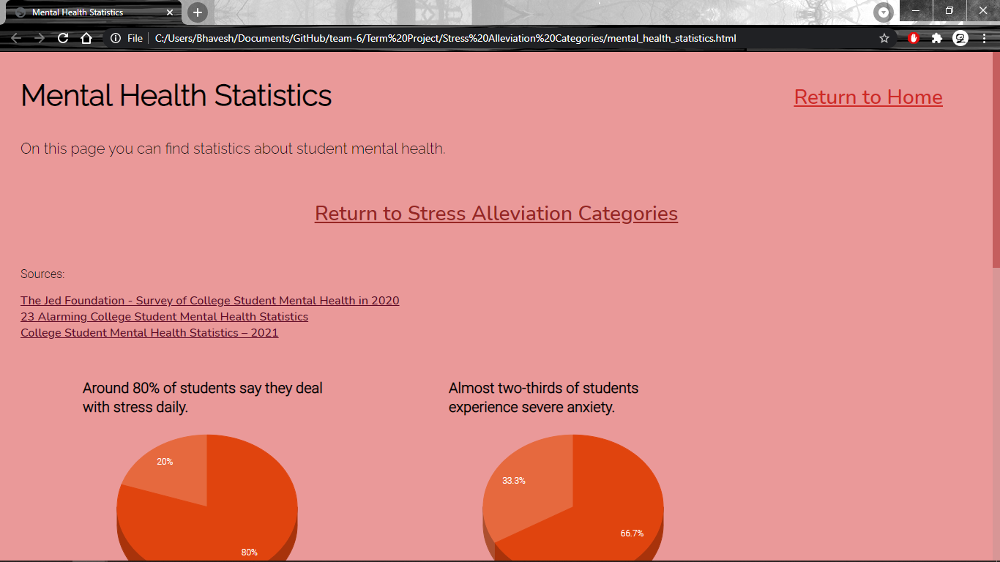 Mental Health Statistics
File C:/Users/Bhavesh/Documents/GitHub/team-6/Term%20Project/Stress%20Alleviation%20Categories/mental_health_statistics.html
Mental Health Statistics
Return to Home
On this page you can find statistics about student mental health.
Return to Stress Alleviation Categories
Sources:
The Jed Foundation - Survey of College Student Mental Health in 2020
23 Alarming College Student Mental Health Statistics
College Student Mental Health Statistics – 2021
Around 80% of students say they deal
with stress daily.
Almost two-thirds of students
experience severe anxiety.
20%
80%
33.3%
66.7%